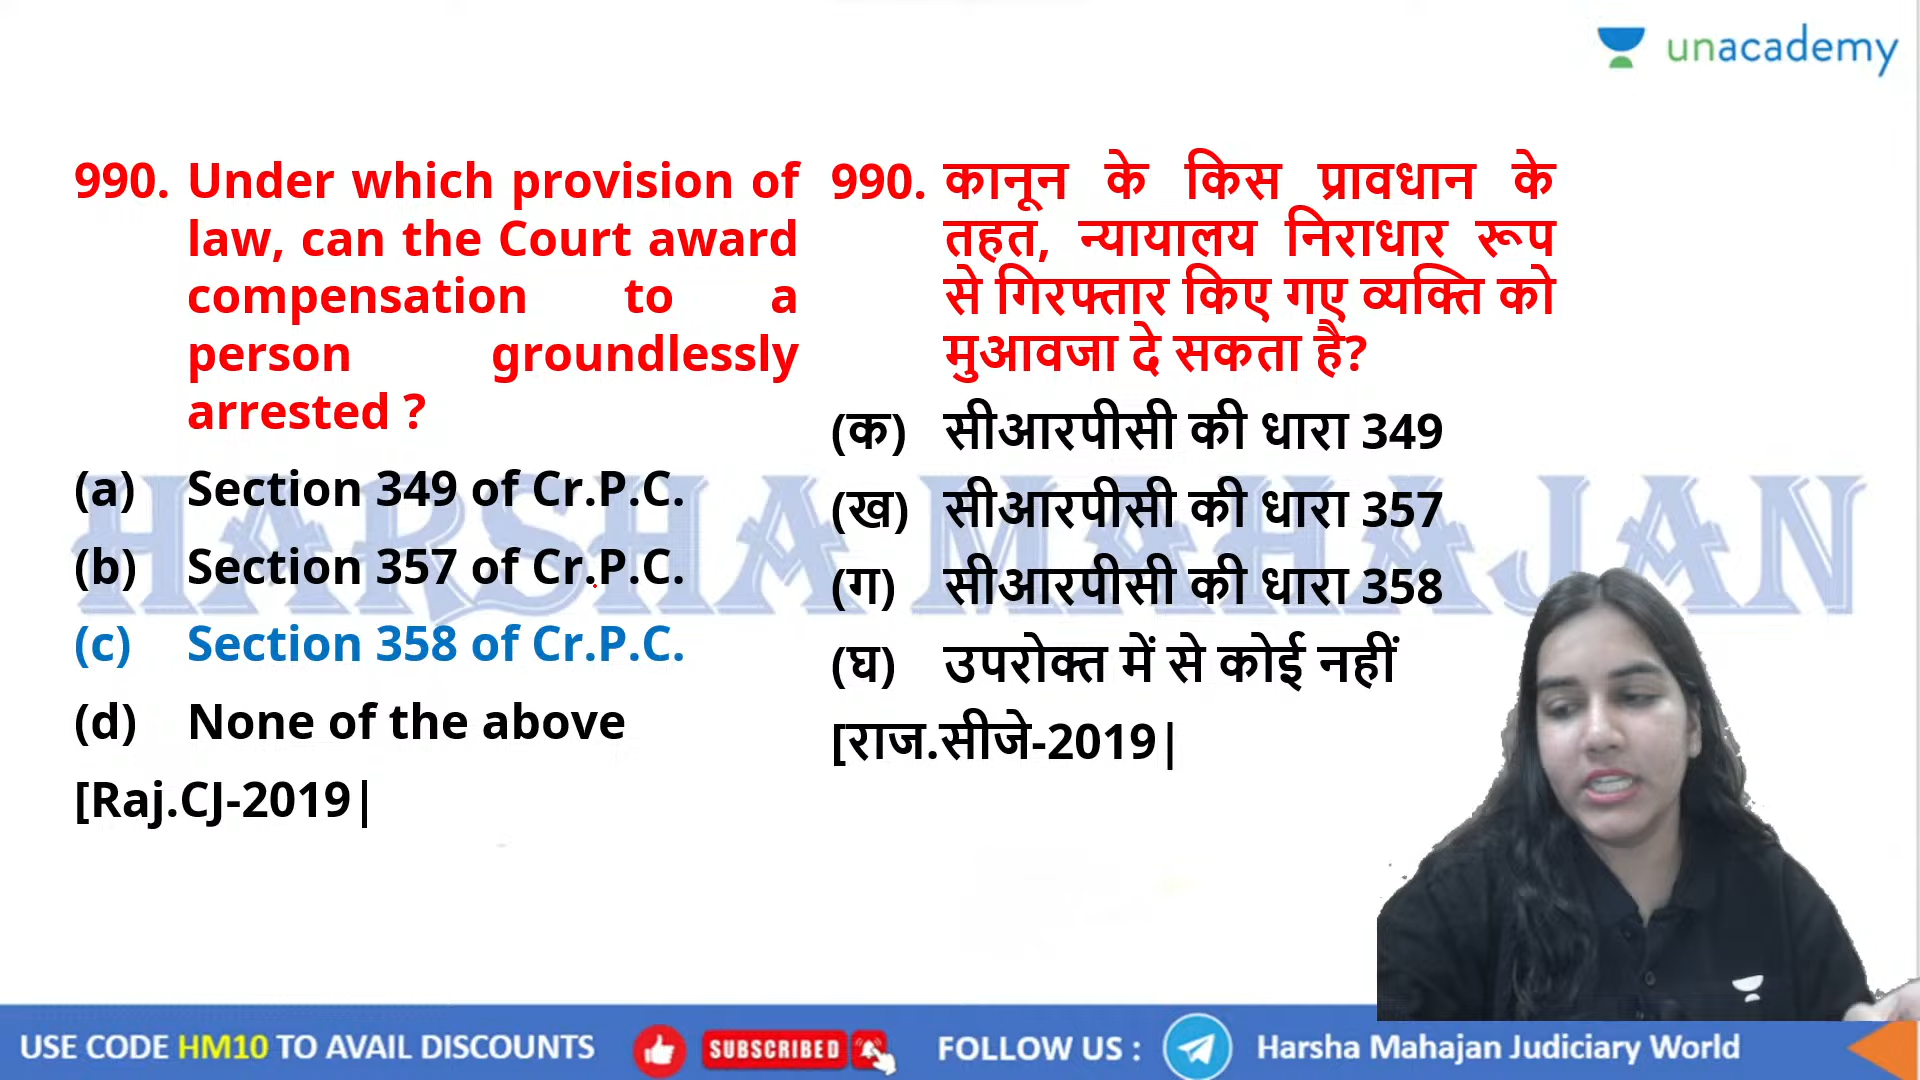 unacademy
990. Under which provision of
law, can the Court award
compensation to a
person groundlessly
arrested ?
(a) Section 349 of Cr.P.C.
(b) Section 357 of Cr.P.C.
(c) Section 358 of Cr.P.C.
(d) None of the above
[Raj.CJ-2019|
990. कानून के किस प्रावधान के
तहत, न्यायालय निराधार रूप
से गिरफ्तार किए गए व्यक्ति को
मुआवजा दे सकता है?
(क) सीआरपीसी की धारा 349
(ख) सीआरपीसी की धारा 357
(ग) सीआरपीसी की धारा 358
(घ) उपरोक्त में से कोई नहीं
[राज.सीजे-2019|
HARSHA MAHAJAN
USE CODE HM10 TO AVAIL DISCOUNTS
SUBSCRIBED
FOLLOW US :
Harsha Mahajan Judiciary World